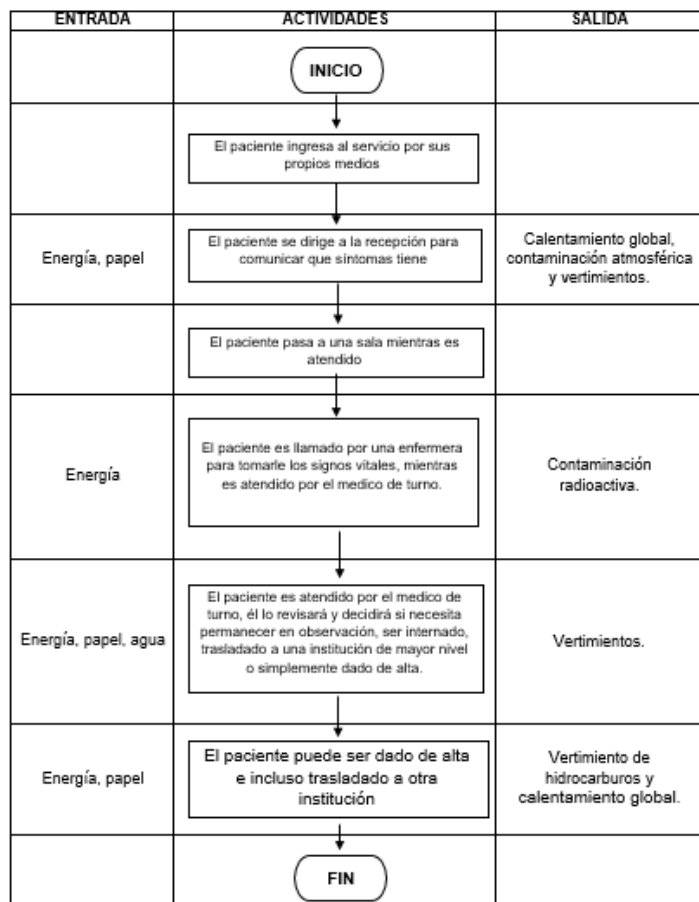 ENTRADA ACTIVIDADES SALIDA
INICIO
El paciente ingresa al servicio por sus
propios medios
Energía, papel
El paciente se dirige a la recepción para
comunicar que síntomas tiene
Calentamiento global,
contaminación atmosférica
y vertimientos.
El paciente pasa a una sala mientras es
atendido
Energía
El paciente es llamado por una enfermera
para tomarle los signos vitales, mientras
es atendido por el medico de turno.
Contaminación
radioactiva.
Energía, papel, agua
El paciente es atendido por el medico de
turno, él lo revisará y decidirá si necesita
permanecer en observación, ser internado,
trasladado a una institución de mayor nivel
o simplemente dado de alta.
Vertimientos.
Energía, papel
El paciente puede ser dado de alta
e incluso trasladado a otra
institución
Vertimiento de
hidrocarburos y
calentamiento global.
FIN